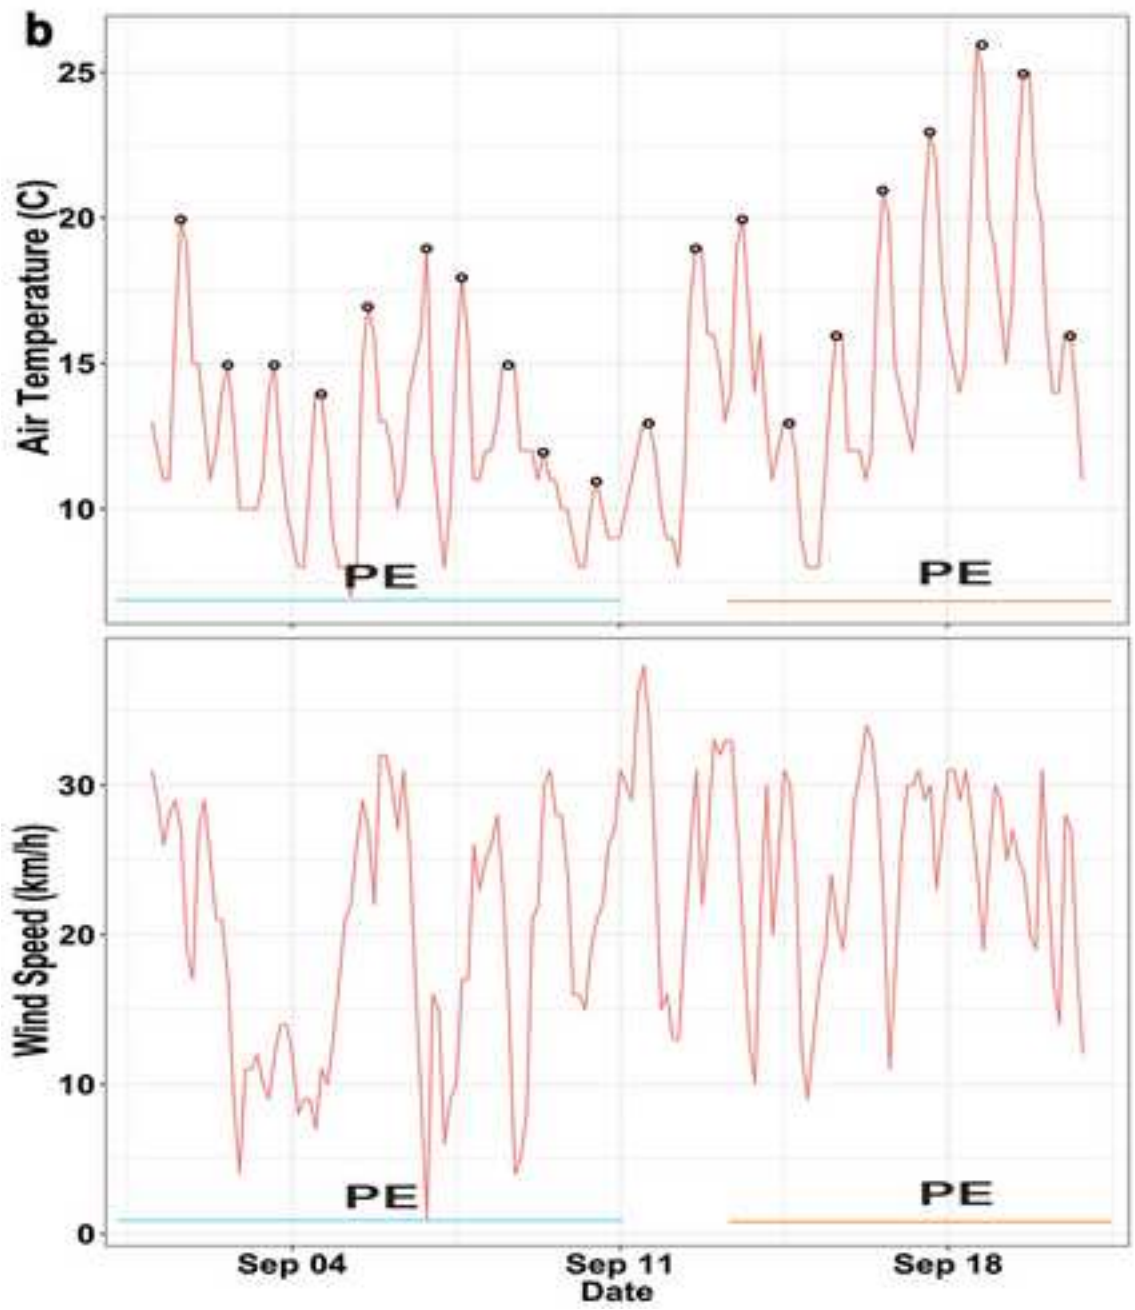 b
25
20
15
10
Air Temperature (C)
PE
PE
30
20
10
0
Wind Speed (km/h)
PE
PE
Sep 04
Sep 11
Sep 18
Date